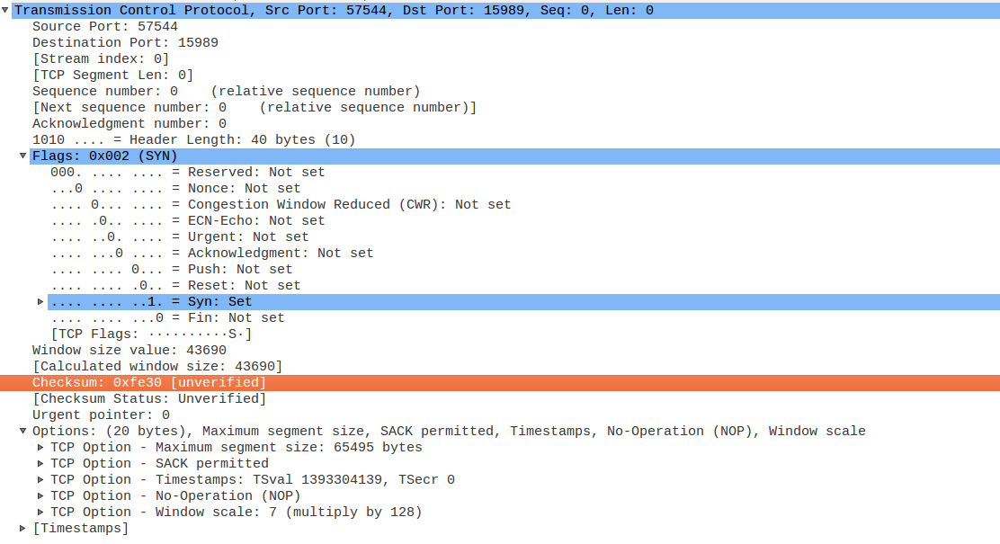 Transmission Control Protocol, Src Port: 57544, Dst Port: 15989, Seq: 0, Len: 0
Source Port: 57544
Destination Port: 15989
[Stream index: 0]
[TCP Segment Len: 0]
Sequence number: 0    (relative sequence number)
[Next sequence number: 0    (relative sequence number)]
Acknowledgment number: 0
1010 .... = Header Length: 40 bytes (10)
Flags: 0x002 (SYN)
000. .... .... = Reserved: Not set
...0 .... .... = Nonce: Not set
.... 0... .... = Congestion Window Reduced (CWR): Not set
.... .0.. .... = ECN-Echo: Not set
.... ..0. .... = Urgent: Not set
.... ...0 .... = Acknowledgment: Not set
.... .... 0... = Push: Not set
.... .... .0.. = Reset: Not set
.... .... ..1. = Syn: Set
.... .... ...0 = Fin: Not set
[TCP Flags: ··········S·]
Window size value: 43690
[Calculated window size: 43690]
Checksum: 0xfe30 [unverified]
[Checksum Status: Unverified]
Urgent pointer: 0
Options: (20 bytes), Maximum segment size, SACK permitted, Timestamps, No-Operation (NOP), Window scale
TCP Option - Maximum segment size: 65495 bytes
TCP Option - SACK permitted
TCP Option - Timestamps: TSval 1393304139, TSecr 0
TCP Option - No-Operation (NOP)
TCP Option - Window scale: 7 (multiply by 128)
[Timestamps]